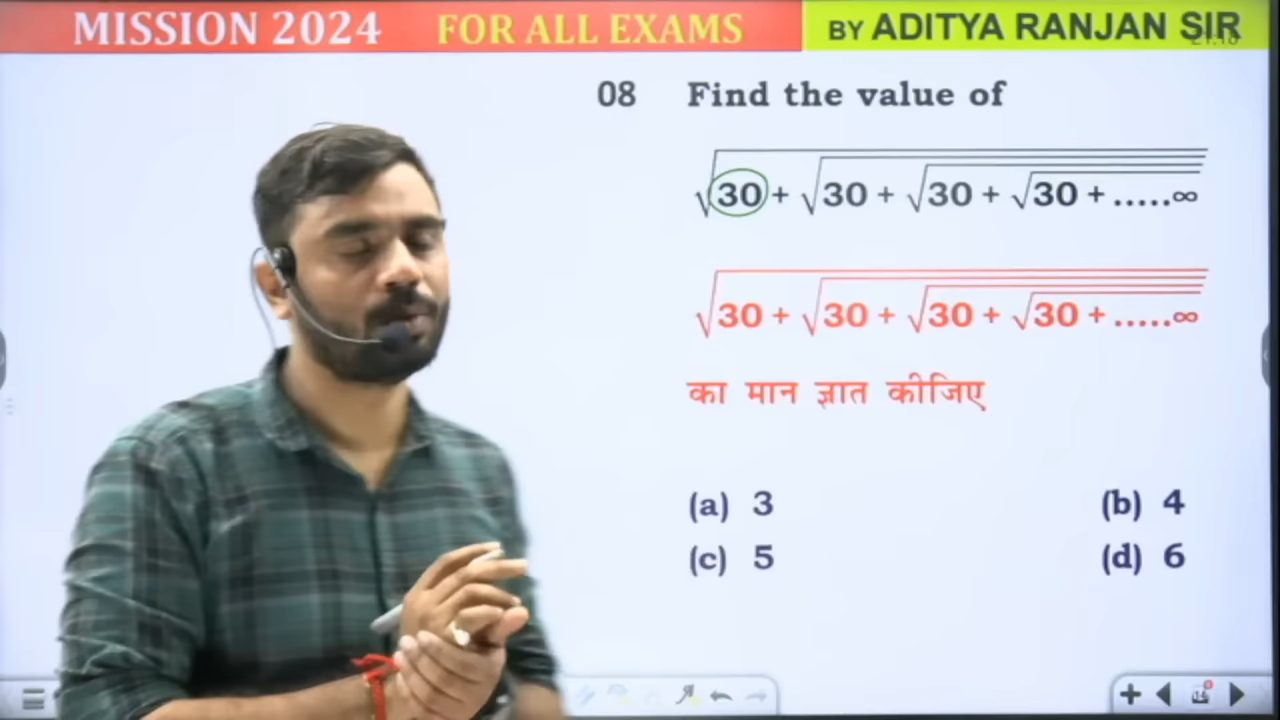 MISSION 2024 FOR ALL EXAMS BY ADITYA RANJAN SIR
08 Find the value of
√30 + √30 + √30 + √30 + .....∞
√30 + √30 + √30 + √30 + .....∞
का मान ज्ञात कीजिए
(a) 3 (b) 4
(c) 5 (d) 6